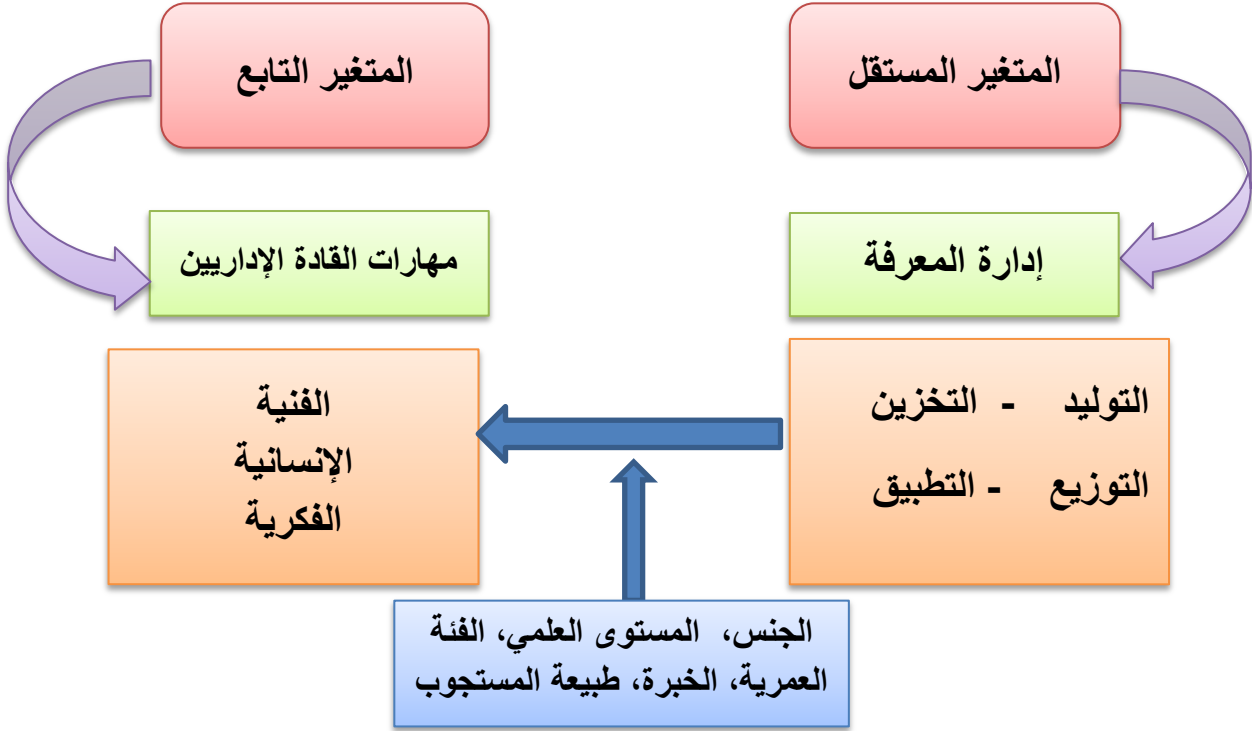 المتغير المستقل
المتغير التابع
إدارة المعرفة
مهارات القادة الإداريين
التوليد - التخزين
التوزيع - التطبيق
الفنية
الإنسانية
الفكرية
الجنس، المستوى العلمي، الفئة
العمرية، الخبرة، طبيعة المستجوب